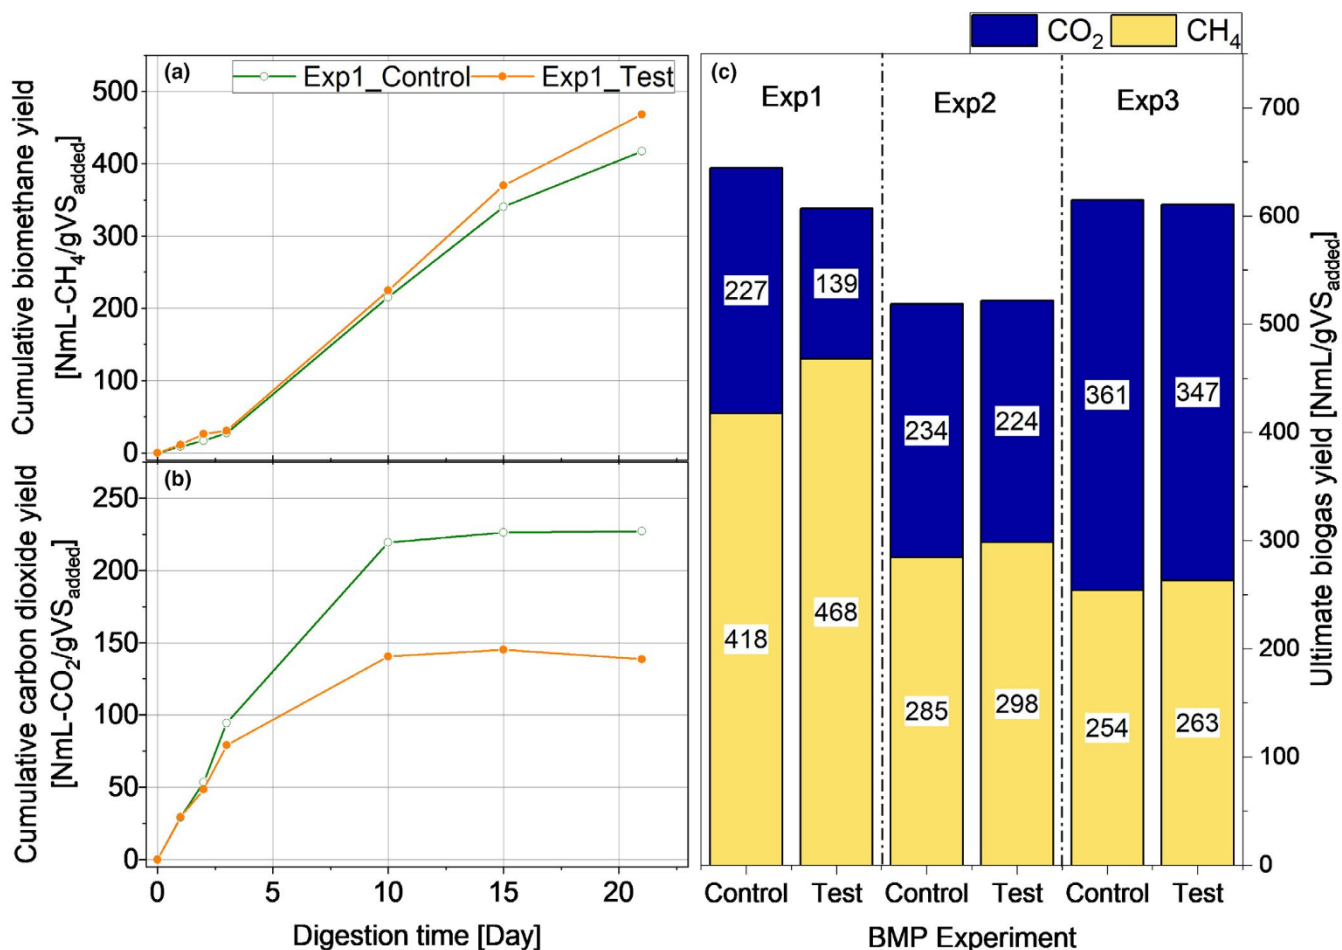 (a)
Exp1_Control
Exp1_Test
Cumulative biomethane yield
[NmL-CH₄/gVSadded]
500
400
300
200
100
0
(b)
Cumulative carbon dioxide yield
[NmL-CO₂/gVSadded]
250
200
150
100
50
0
0 5 10 15 20
Digestion time [Day]
CO₂ CH₄
(c)
Exp1 Exp2 Exp3
227 139 234 224 361 347
418 468 285 298 254 263
700
600
500
400
300
200
100
0
Ultimate biogas yield [NmL/gVSadded]
Control Test Control Test Control Test
BMP Experiment